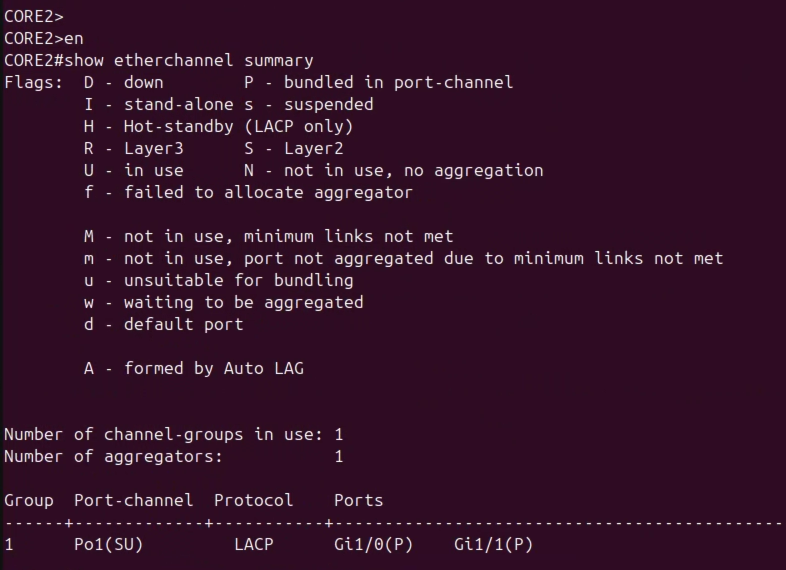 CORE2>
CORE2>en
CORE2#show etherchannel summary
Flags:  D - down        P - bundled in port-channel
        I - stand-alone s - suspended
        H - Hot-standby (LACP only)
        R - Layer3      S - Layer2
        U - in use      N - not in use, no aggregation
        f - failed to allocate aggregator

        M - not in use, minimum links not met
        m - not in use, port not aggregated due to minimum links not met
        u - unsuitable for bundling
        w - waiting to be aggregated
        d - default port

        A - formed by Auto LAG


Number of channel-groups in use: 1
Number of aggregators:           1

Group  Port-channel  Protocol    Ports
------+-------------+-----------+---------------------------------------------
1      Po1(SU)         LACP      Gi1/0(P)    Gi1/1(P)